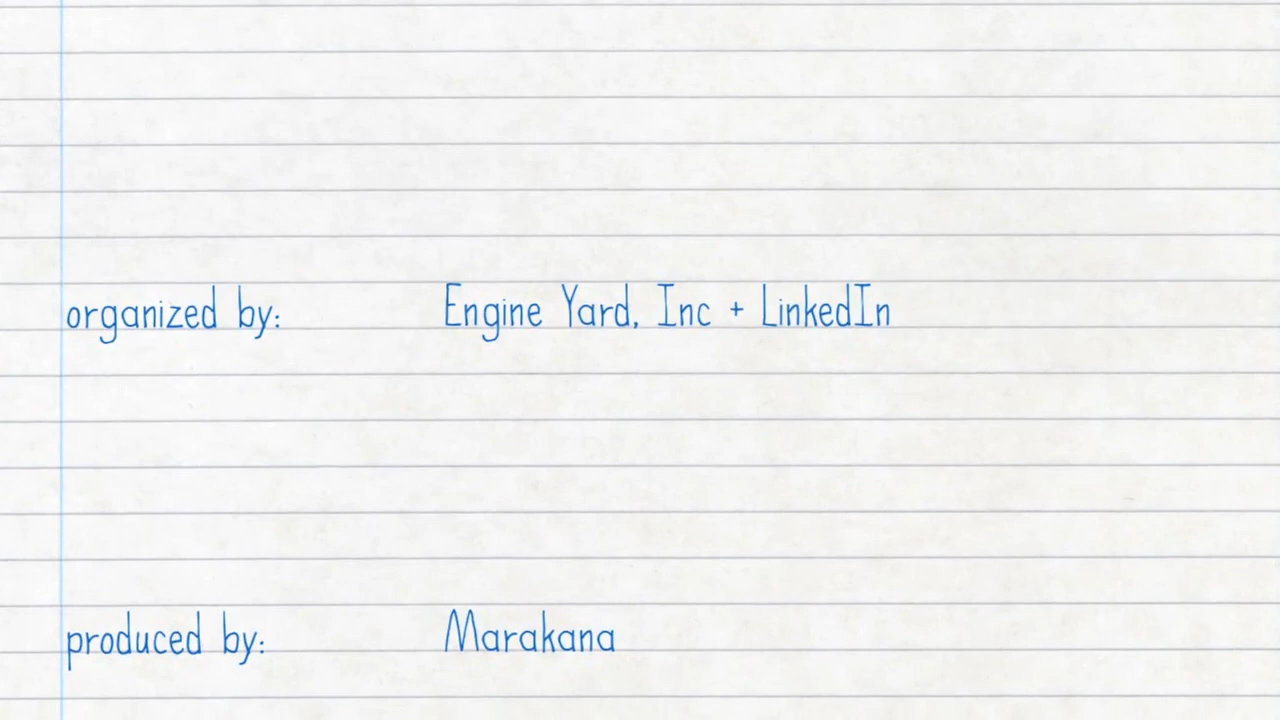 organized by: Engine Yard, Inc + LinkedIn
produced by: Marakana